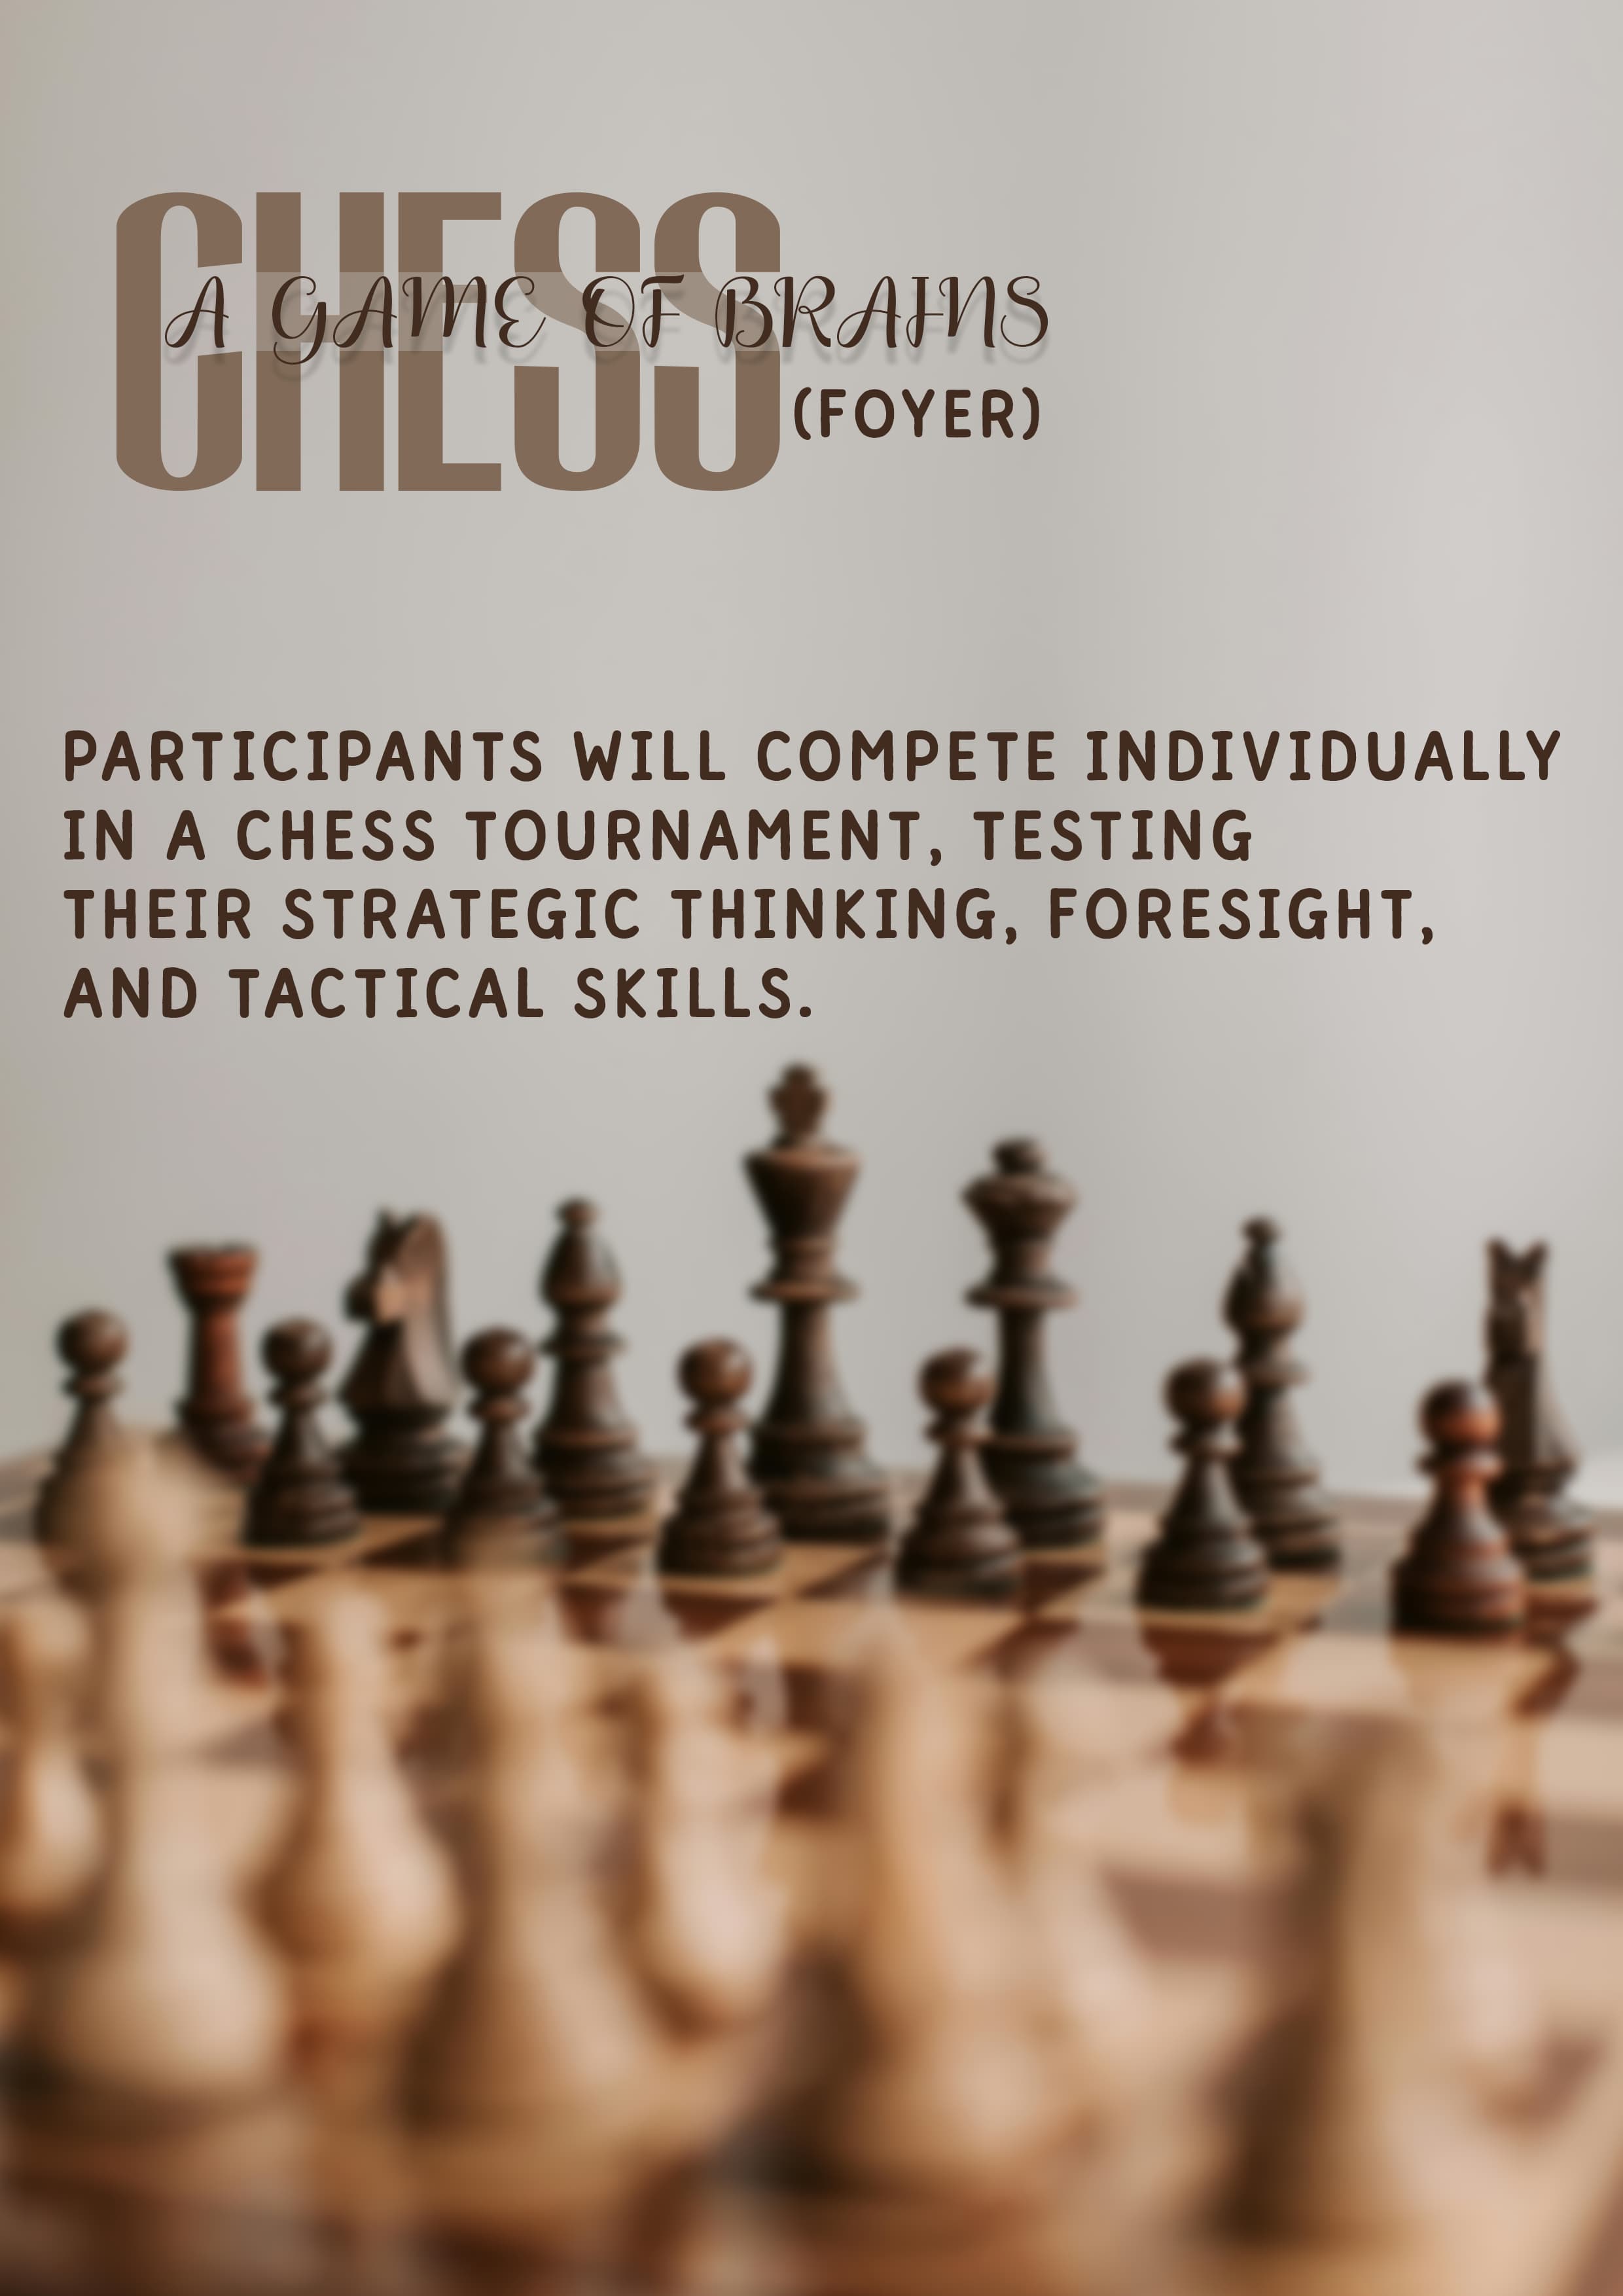 CHESS
A GAME OF BRAINS
(FOYER)
PARTICIPANTS WILL COMPETE INDIVIDUALLY
IN A CHESS TOURNAMENT, TESTING
THEIR STRATEGIC THINKING, FORESIGHT,
AND TACTICAL SKILLS.